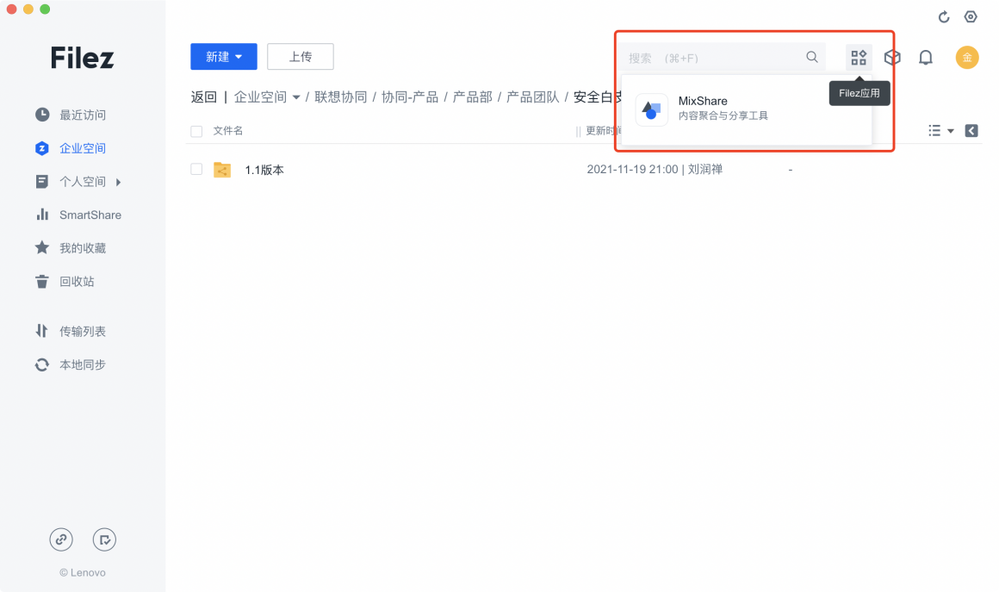 Filez
最近访问
企业空间
个人空间
SmartShare
我的收藏
回收站
传输列表
本地同步
© Lenovo
新建
上传
搜索 (⌘+F)
金
Filez应用
MixShare
内容聚合与分享工具
返回 | 企业空间 / 联想协同 / 协同-产品 / 产品部 / 产品团队 / 安全白
文件名
更新时
1.1版本
2021-11-19 21:00 | 刘润禅
-